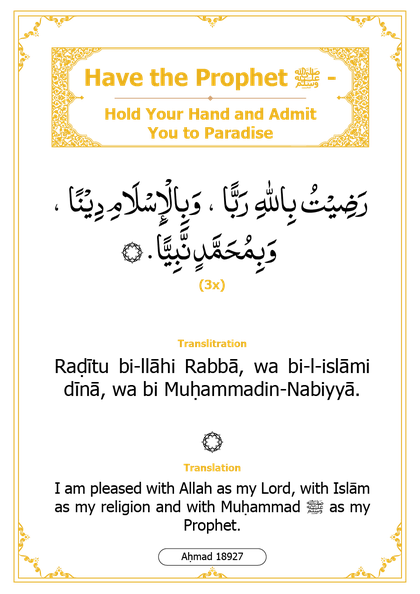 Have the Prophet ﷺ -
Hold Your Hand and Admit
You to Paradise
رَضِيْتُ بِاللهِ رَبًّا ، وَبِالْإِسْلَامِ دِيْنًا ،
وَبِمُحَمَّدٍ نَّبِيًّا.
(3x)
Translitration
Raḍītu bi-llāhi Rabbā, wa bi-l-islāmi
dīnā, wa bi Muḥammadin-Nabiyyā.
Translation
I am pleased with Allah as my Lord, with Islām
as my religion and with Muḥammad ﷺ as my
Prophet.
Aḥmad 18927